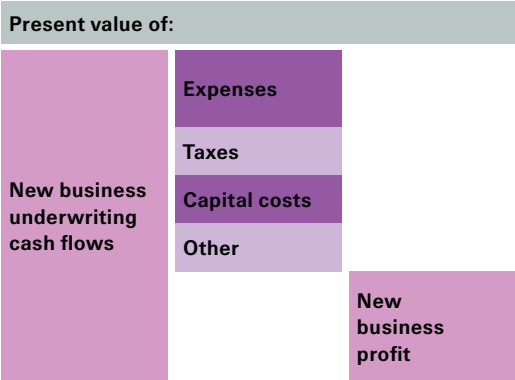 Present value of:
New business
underwriting
cash flows
Expenses
Taxes
Capital costs
Other
New
business
profit